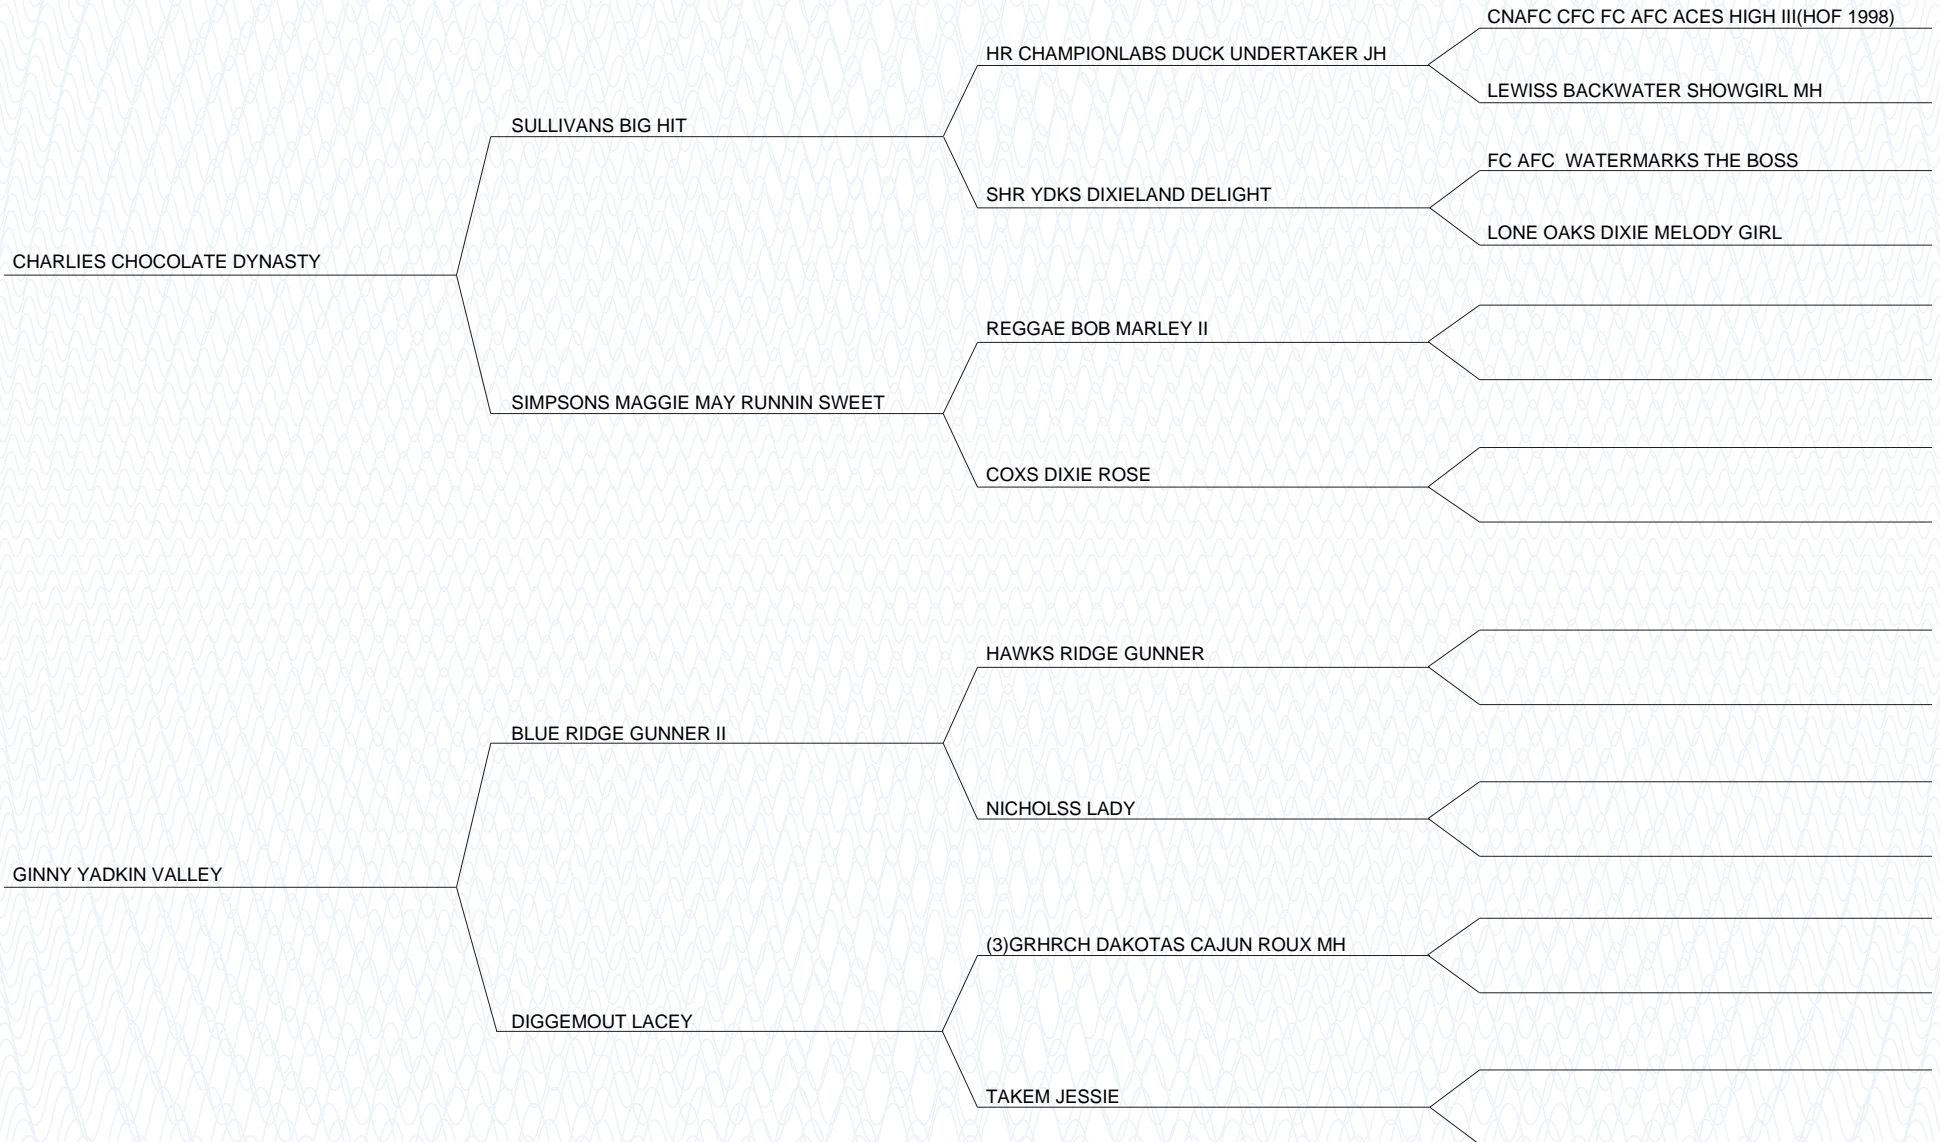 CNAFC CFC FC AFC ACES HIGH III(HOF 1998)
HR CHAMPIONLABS DUCK UNDERTAKER JH
LEWISS BACKWATER SHOWGIRL MH
SULLIVANS BIG HIT
FC AFC  WATERMARKS THE BOSS
SHR YDKS DIXIELAND DELIGHT
LONE OAKS DIXIE MELODY GIRL
CHARLIES CHOCOLATE DYNASTY
REGGAE BOB MARLEY II
SIMPSONS MAGGIE MAY RUNNIN SWEET
COXS DIXIE ROSE
HAWKS RIDGE GUNNER
BLUE RIDGE GUNNER II
NICHOLSS LADY
GINNY YADKIN VALLEY
(3)GRHRCH DAKOTAS CAJUN ROUX MH
DIGGEMOUT LACEY
TAKEM JESSIE